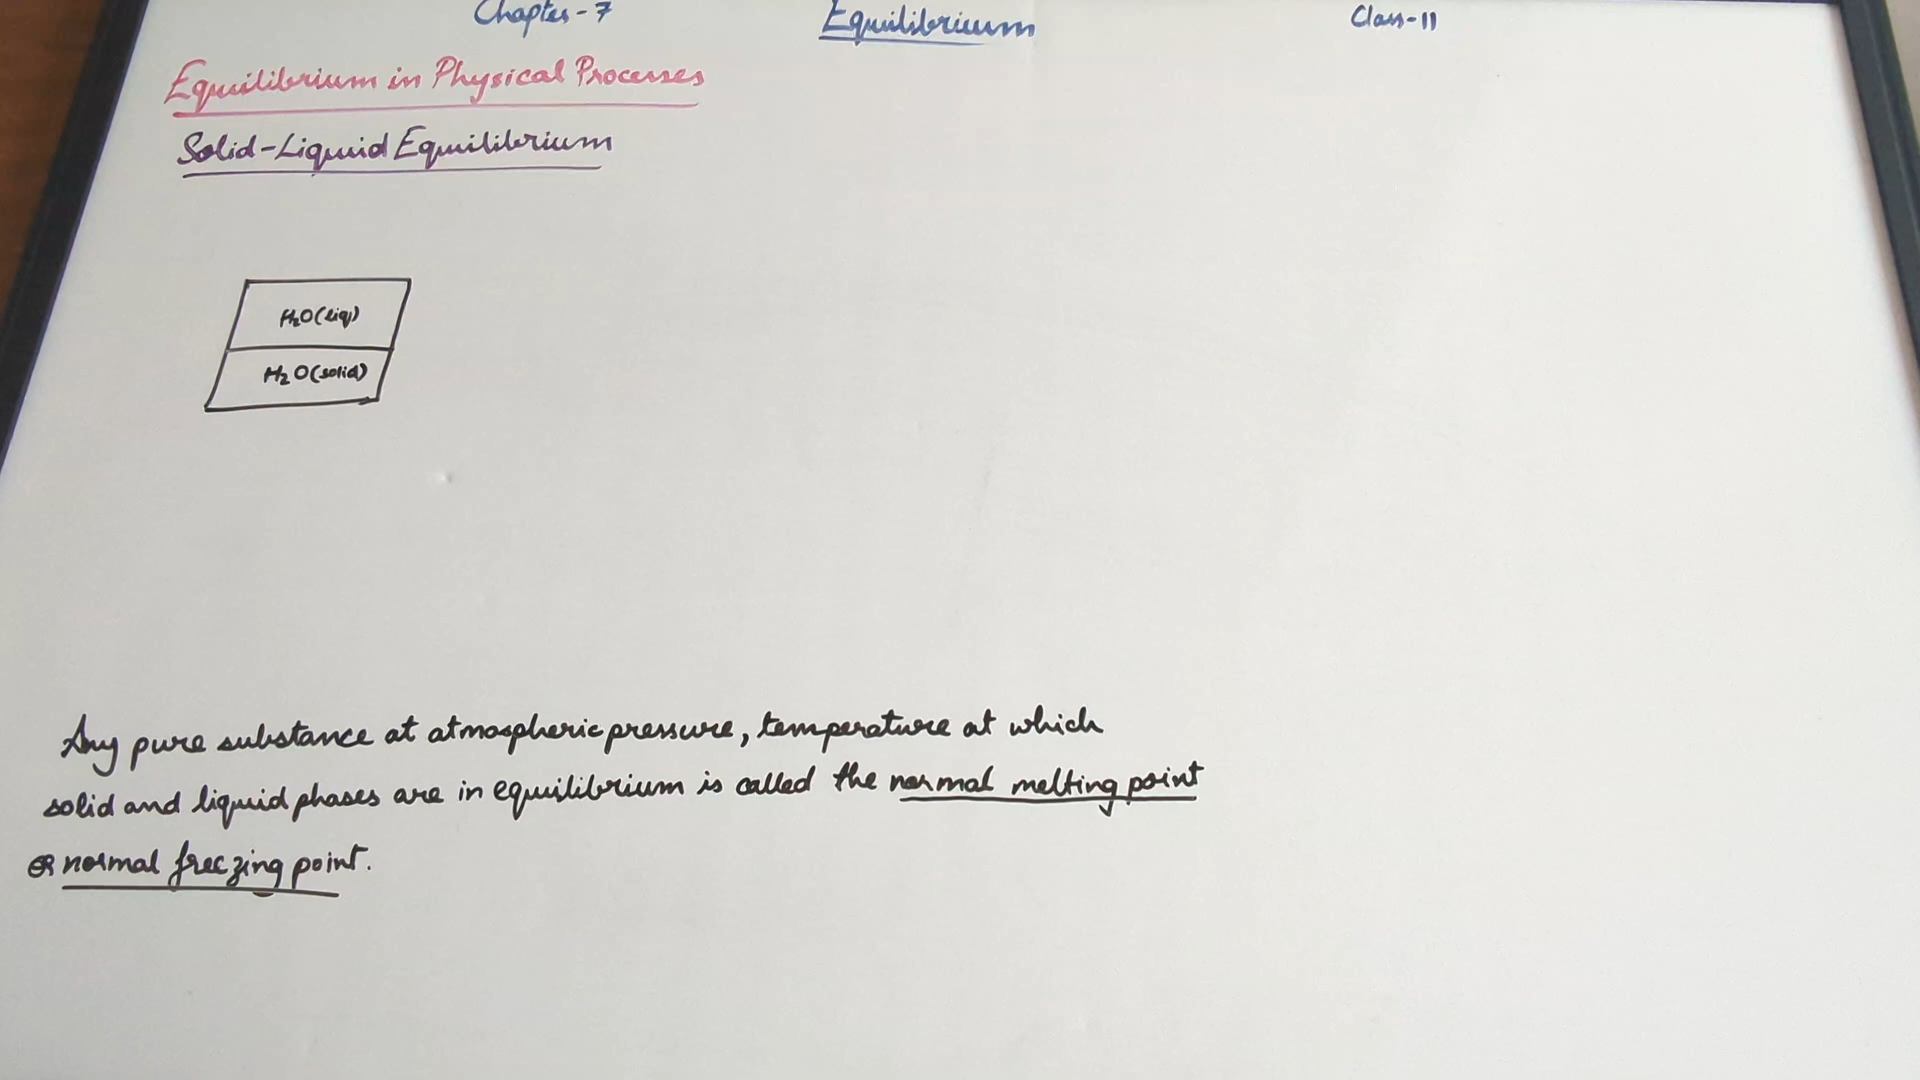 Chapter-7 Equilibrium Class-11
Equilibrium in Physical Processes
Solid-Liquid Equilibrium
H₂O(liq)
H₂O(solid)
Any pure substance at atmospheric pressure, temperature at which
solid and liquid phases are in equilibrium is called the normal melting point
or normal freezing point.